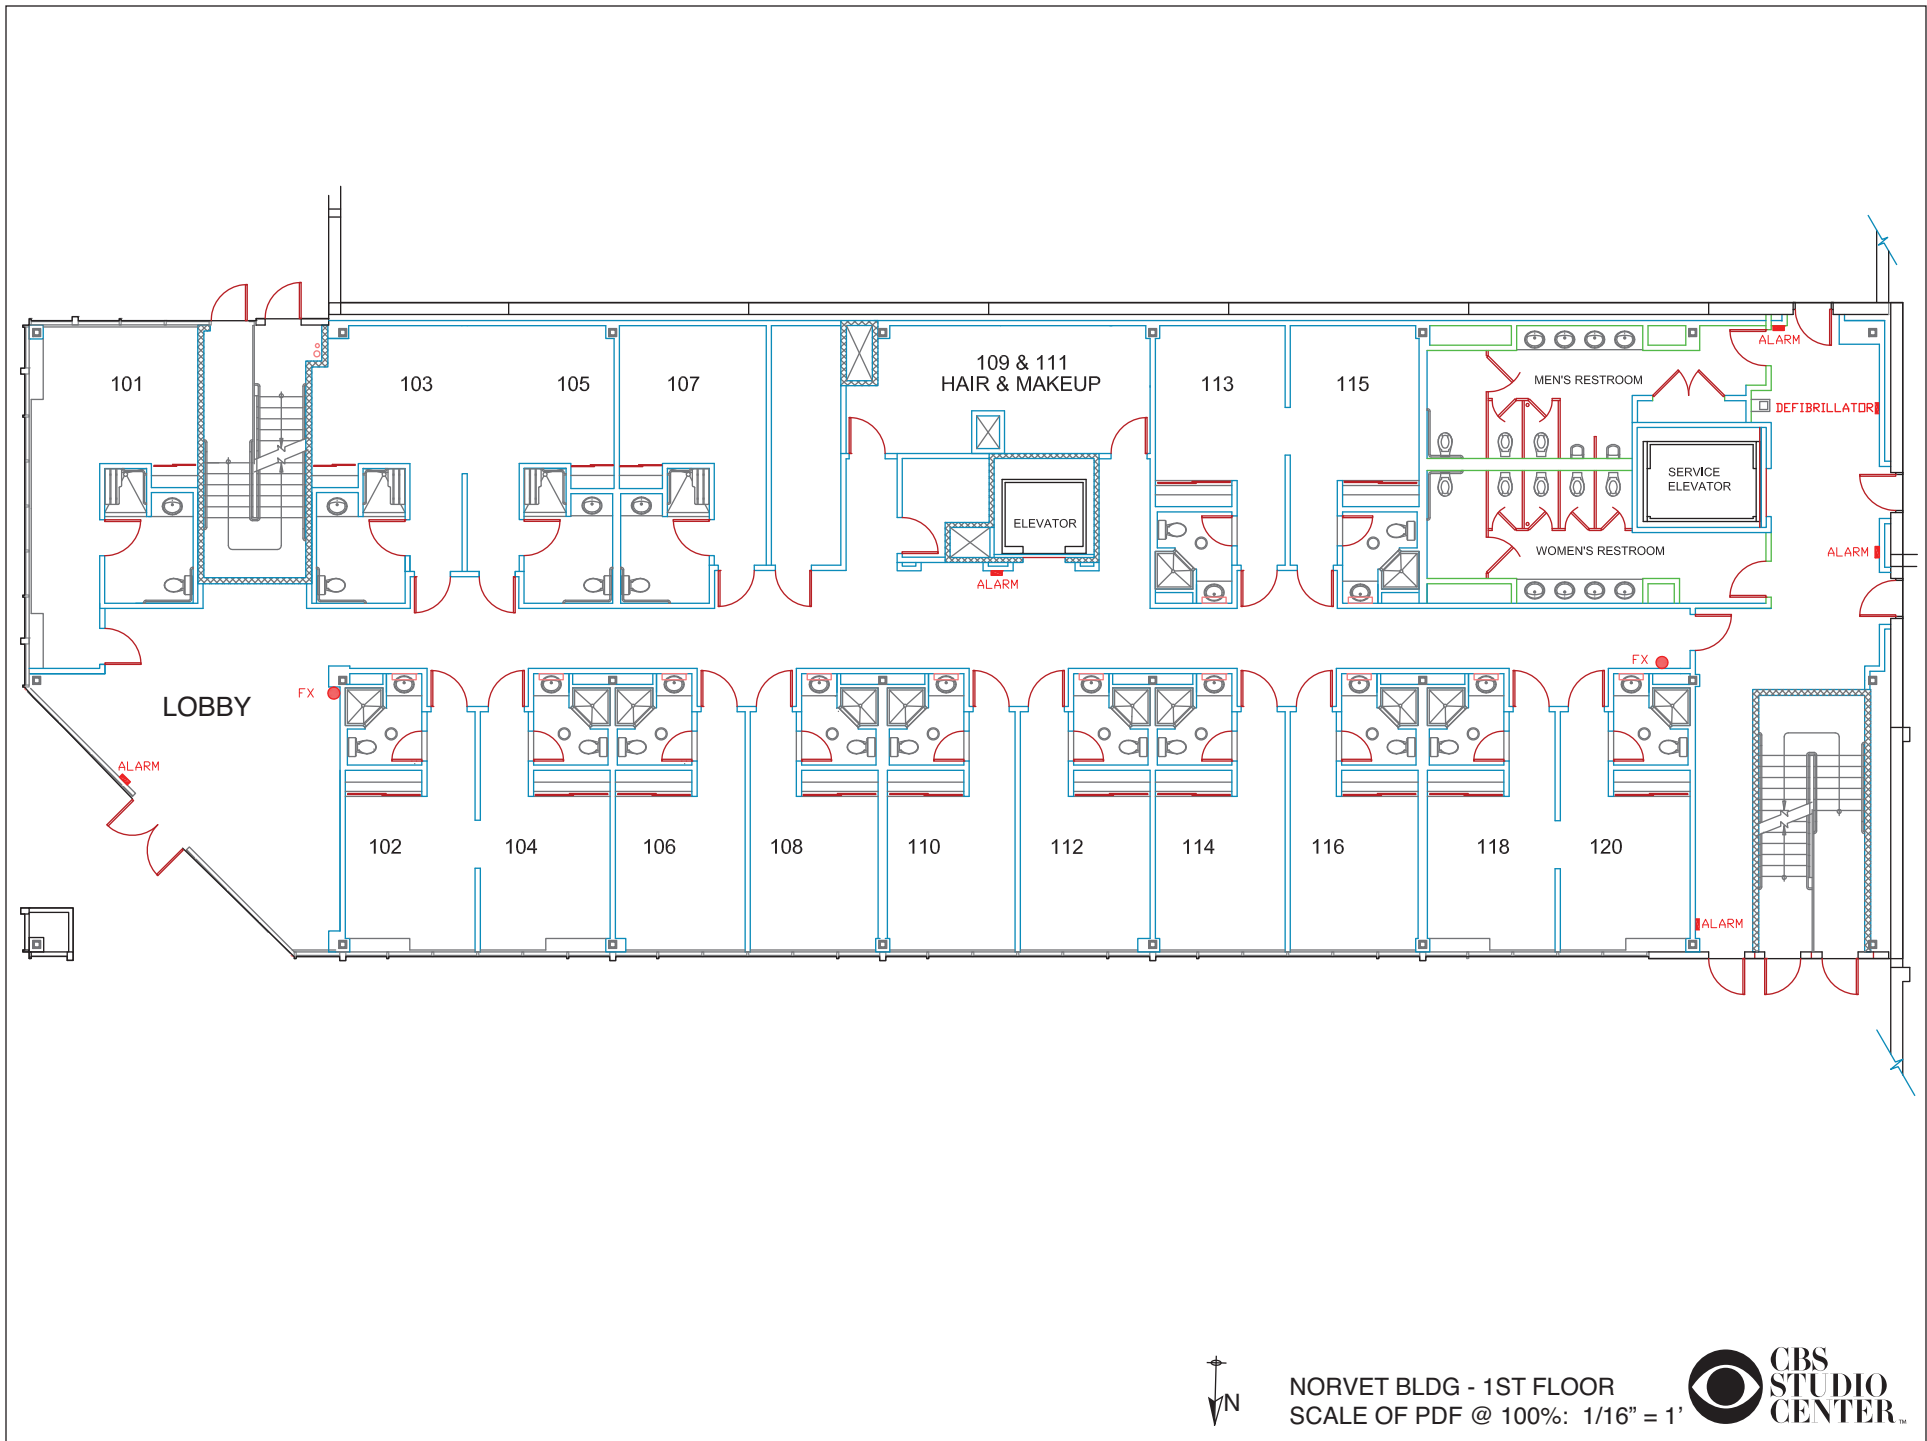 ALARM
101
103
105
107
109 & 111
HAIR & MAKEUP
113
115
MEN'S RESTROOM
DEFIBRILLATOR
SERVICE
ELEVATOR
ELEVATOR
WOMEN'S RESTROOM
ALARM
ALARM
FX
FX
LOBBY
ALARM
102
104
106
108
110
112
114
116
118
120
ALARM
N
NORVET BLDG - 1ST FLOOR
SCALE OF PDF @ 100%: 1/16” = 1’
CBS
STUDIO
CENTER™